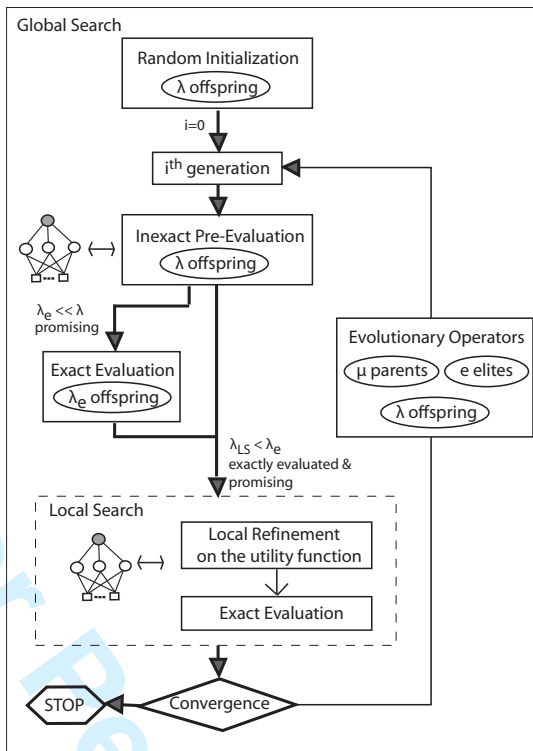 Global Search
Random Initialization
λ offspring
i=0
iᵗʰ generation
Inexact Pre-Evaluation
λ offspring
λₑ << λ
promising
Exact Evaluation
λₑ offspring
Evolutionary Operators
μ parents
e elites
λ offspring
λ_LS < λₑ
exactly evaluated &
promising
Local Search
Local Refinement
on the utility function
Exact Evaluation
Convergence
STOP